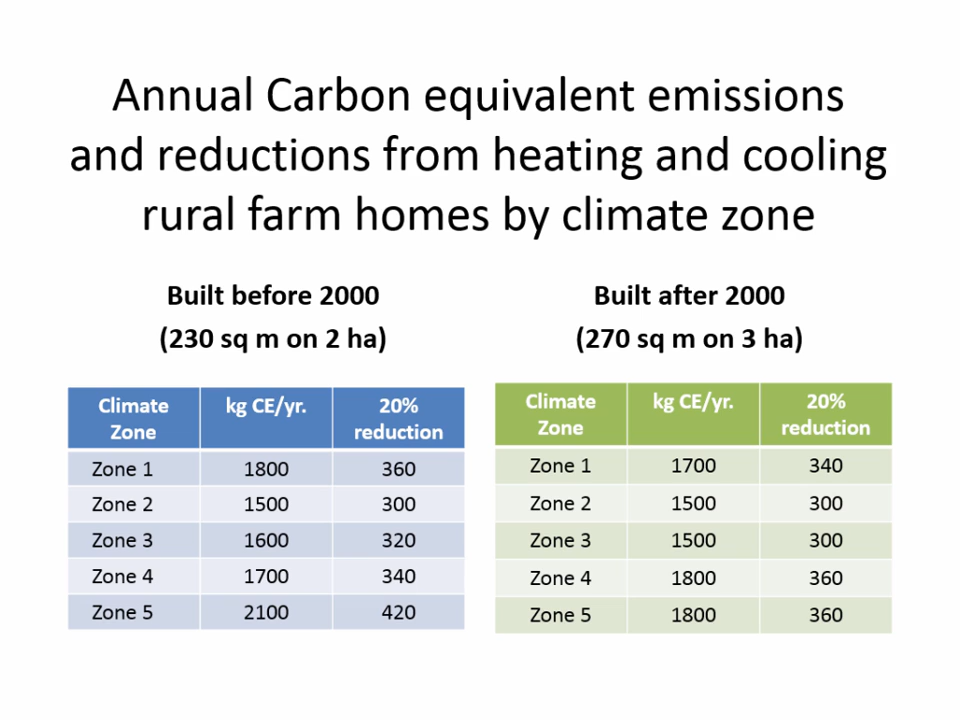 Annual Carbon equivalent emissions
and reductions from heating and cooling
rural farm homes by climate zone
Built before 2000
(230 sq m on 2 ha)
Climate Zone kg CE/yr. 20% reduction
Zone 1 1800 360
Zone 2 1500 300
Zone 3 1600 320
Zone 4 1700 340
Zone 5 2100 420
Built after 2000
(270 sq m on 3 ha)
Climate Zone kg CE/yr. 20% reduction
Zone 1 1700 340
Zone 2 1500 300
Zone 3 1500 300
Zone 4 1800 360
Zone 5 1800 360